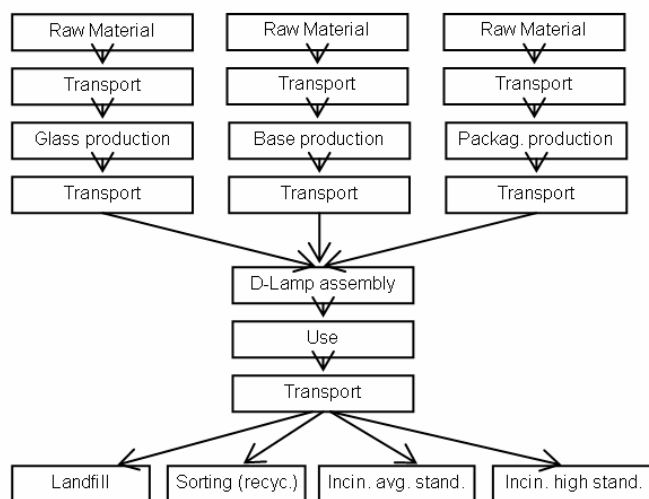 Raw Material
Raw Material
Raw Material
Transport
Transport
Transport
Glass production
Base production
Packag. production
Transport
Transport
Transport
D-Lamp assembly
Use
Transport
Landfill
Sorting (recyc.)
Incin. avg. stand.
Incin. high stand.